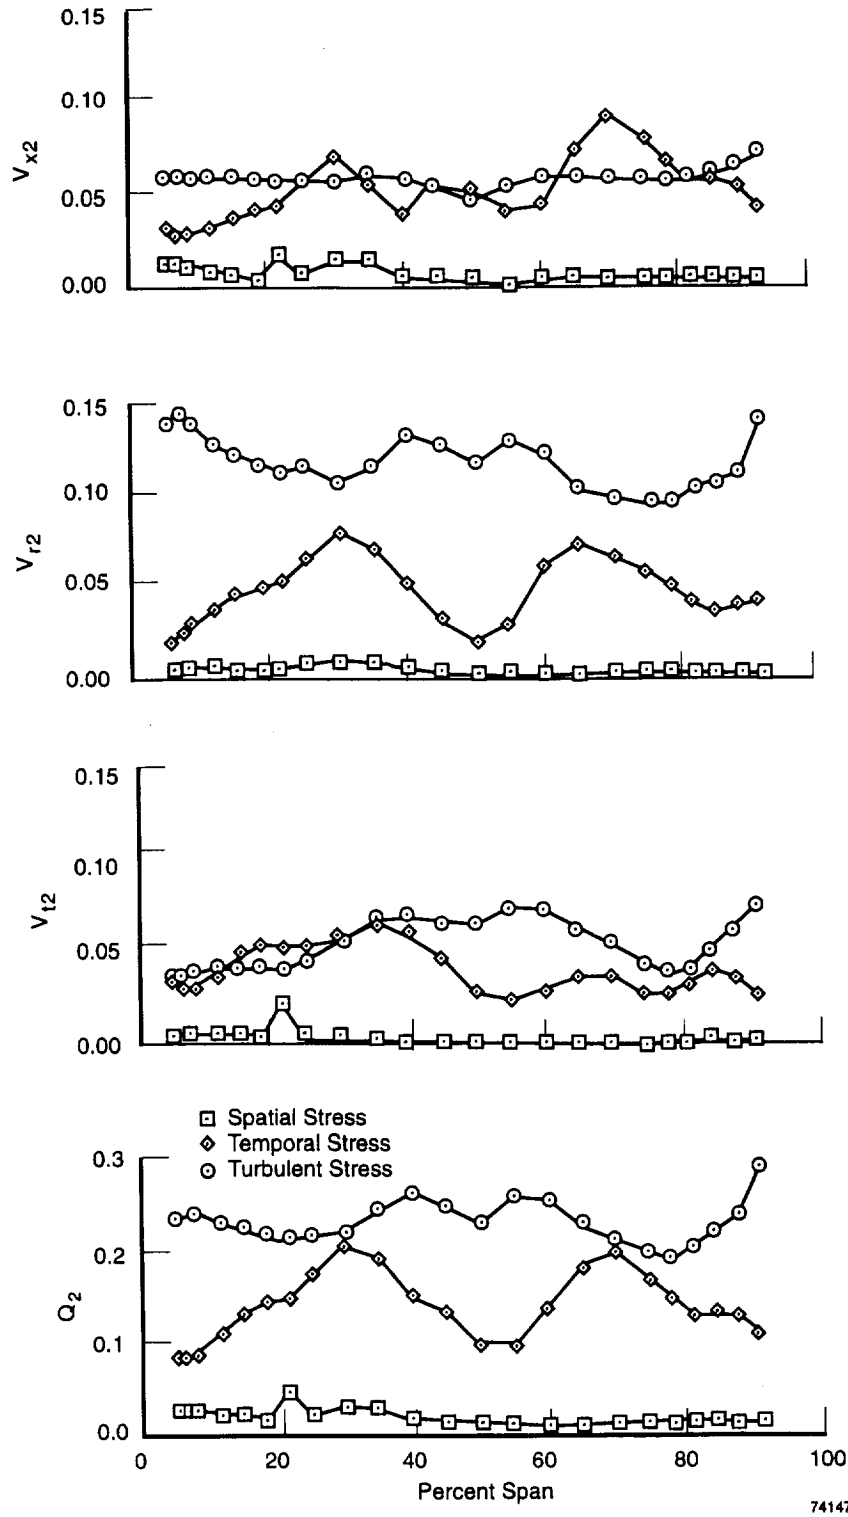 0.15
0.10
0.05
0.00
Vx2
0.15
0.10
0.05
0.00
Vr2
0.15
0.10
0.05
0.00
Vt2
Spatial Stress
Temporal Stress
Turbulent Stress
0.3
0.2
0.1
0.0
Q2
0 20 40 60 80 100
Percent Span
74147